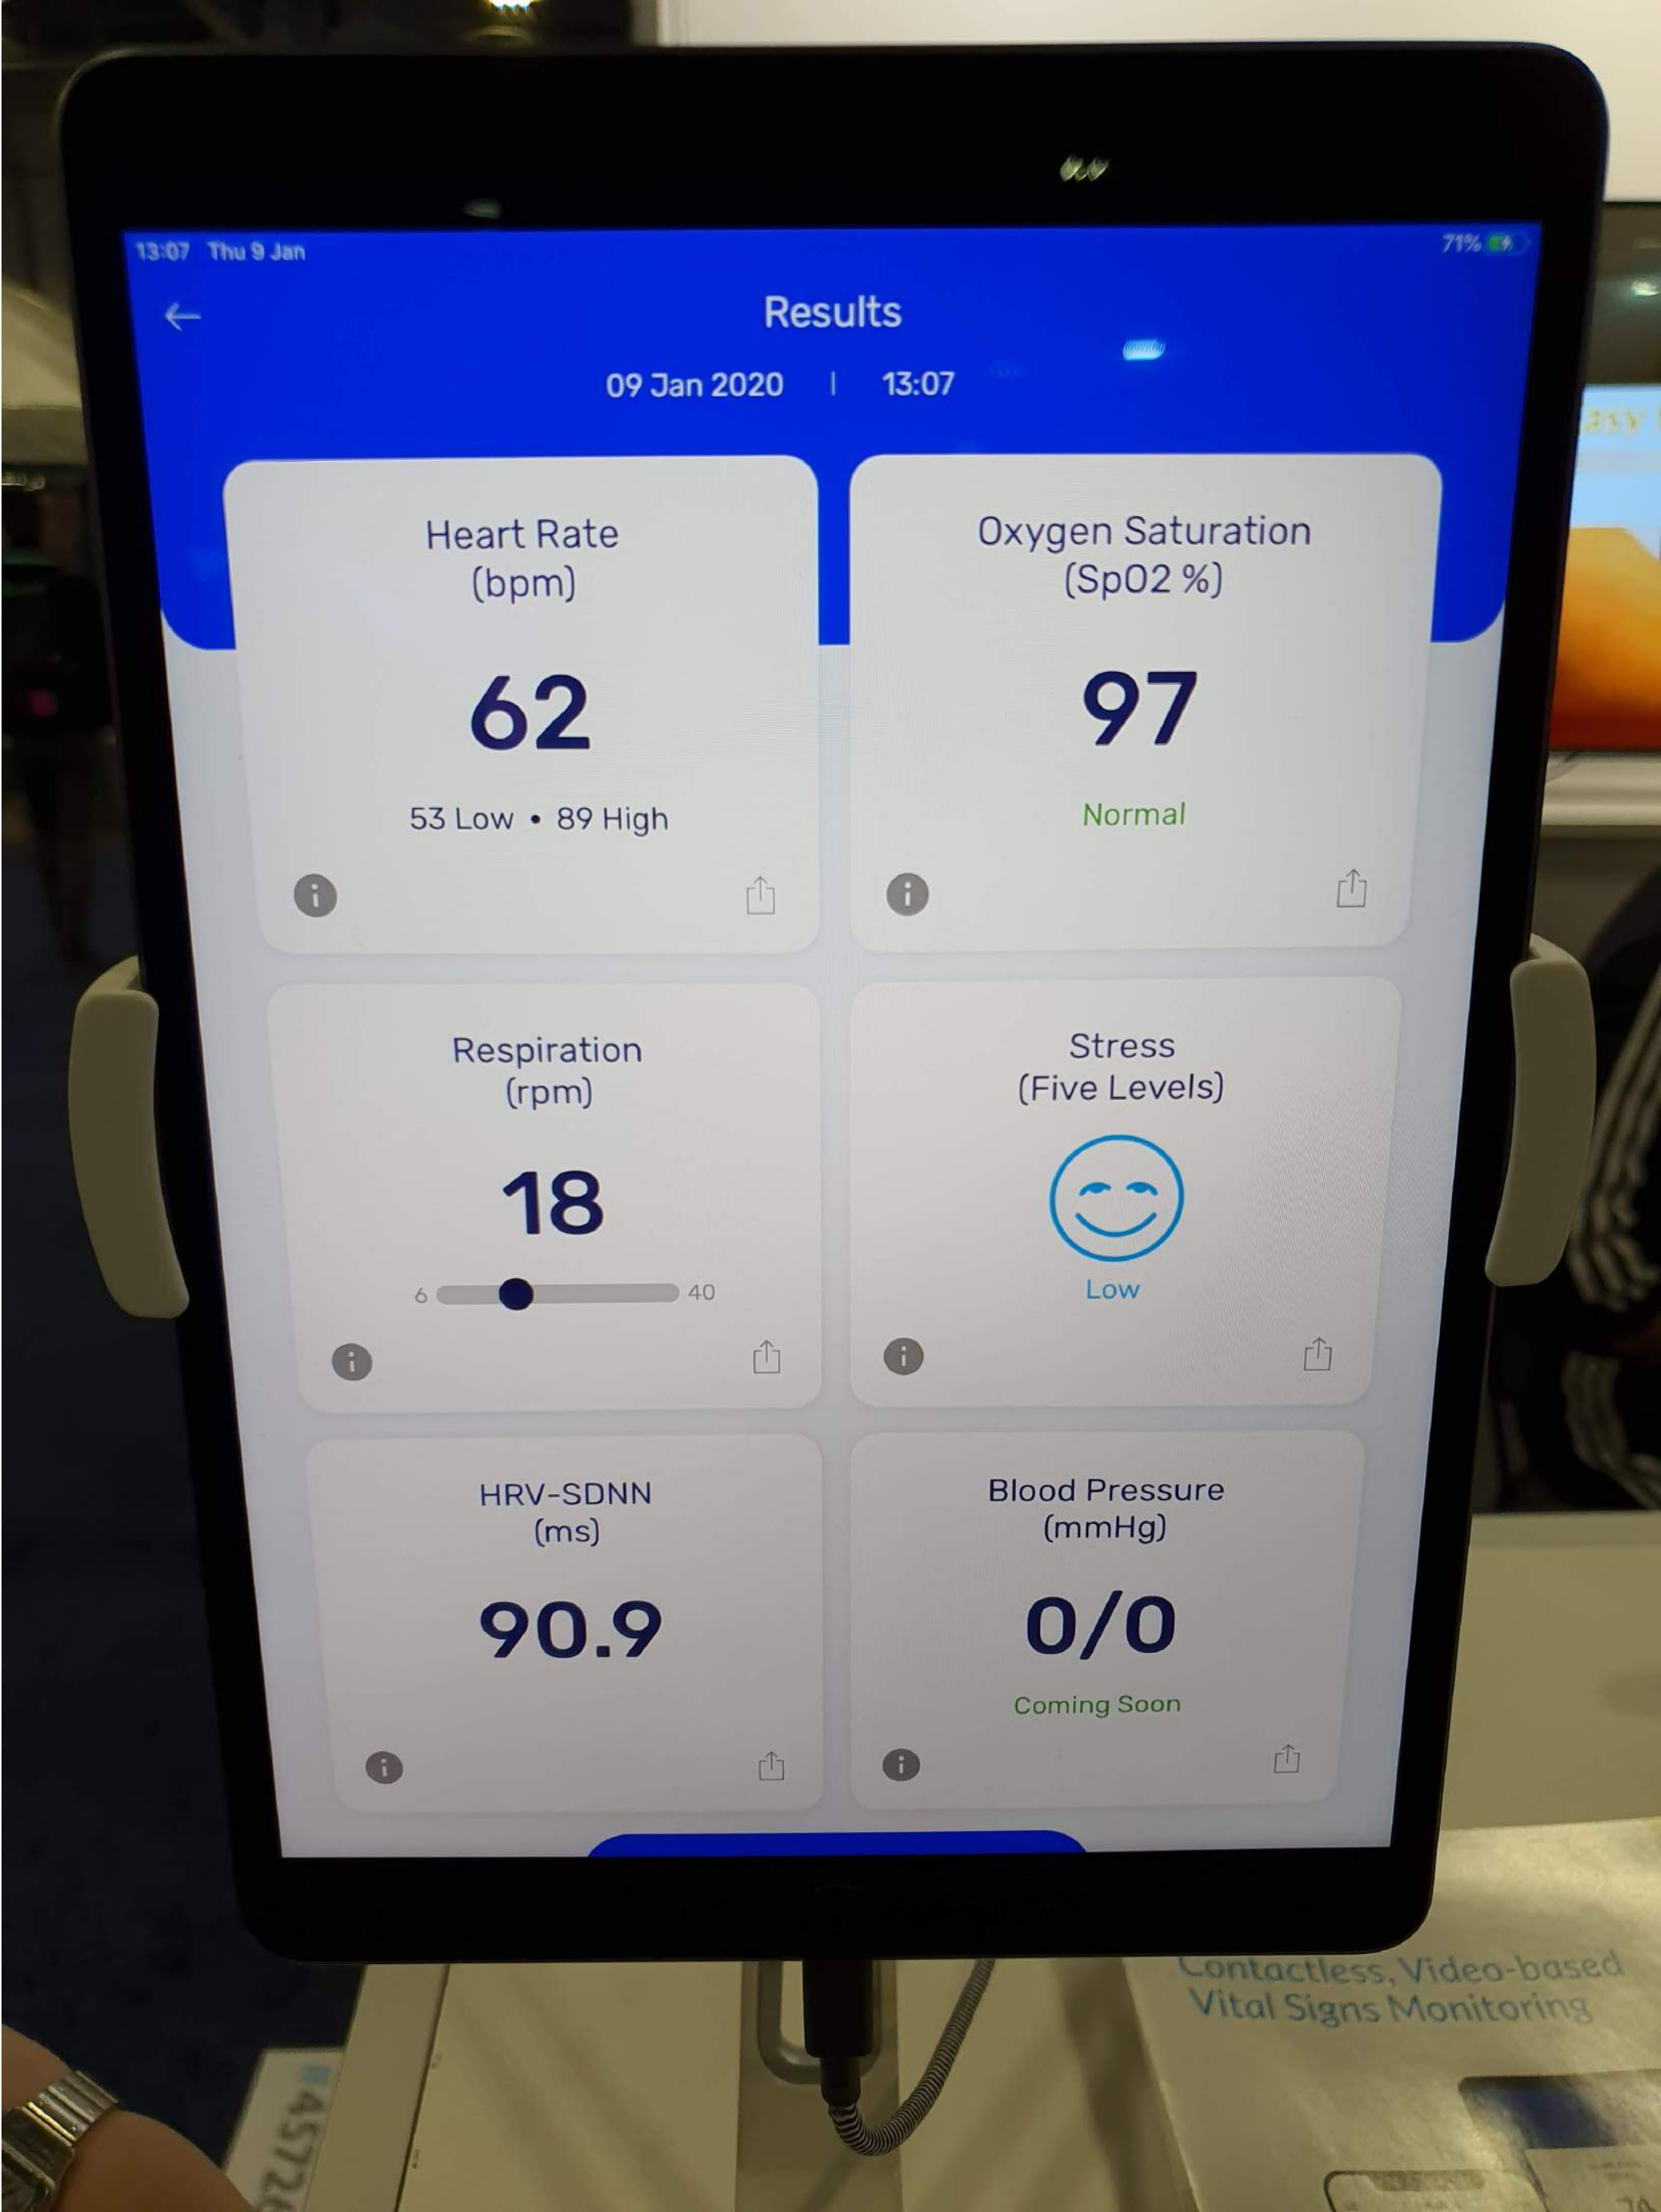 13:07 Thu 9 Jan
71%
Results
09 Jan 2020 | 13:07
Heart Rate
(bpm)
62
53 Low • 89 High
Oxygen Saturation
(SpO2 %)
97
Normal
Respiration
(rpm)
18
6
40
Stress
(Five Levels)
Low
HRV-SDNN
(ms)
90.9
Blood Pressure
(mmHg)
0/0
Coming Soon
asy
Contactless, Video-based
Vital Signs Monitoring
#4572